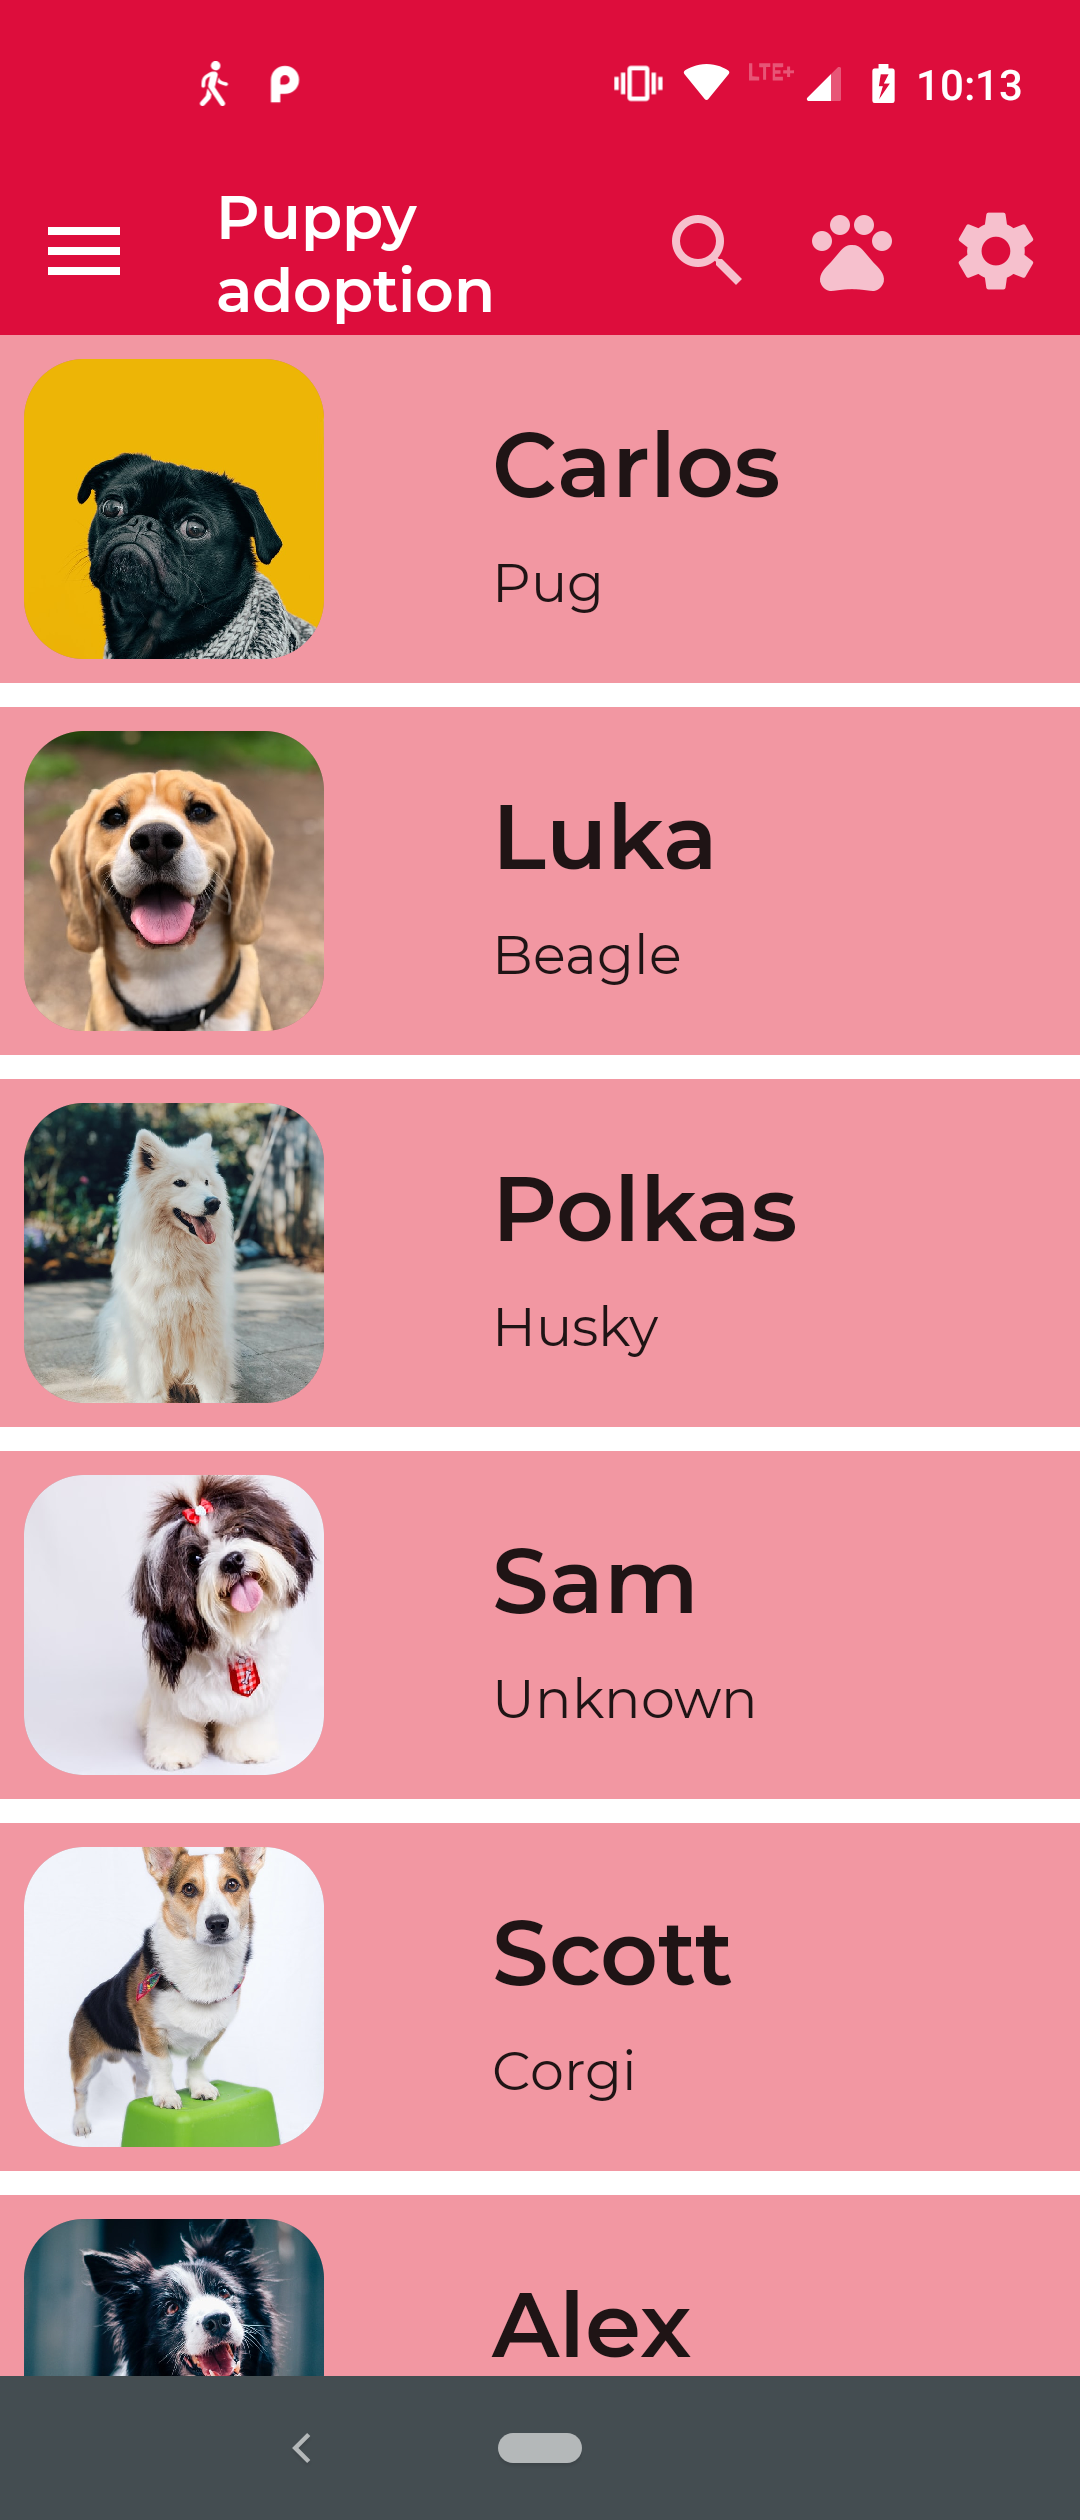 LTE+ 10:13
Puppy
adoption
Carlos
Pug
Luka
Beagle
Polkas
Husky
Sam
Unknown
Scott
Corgi
Alex